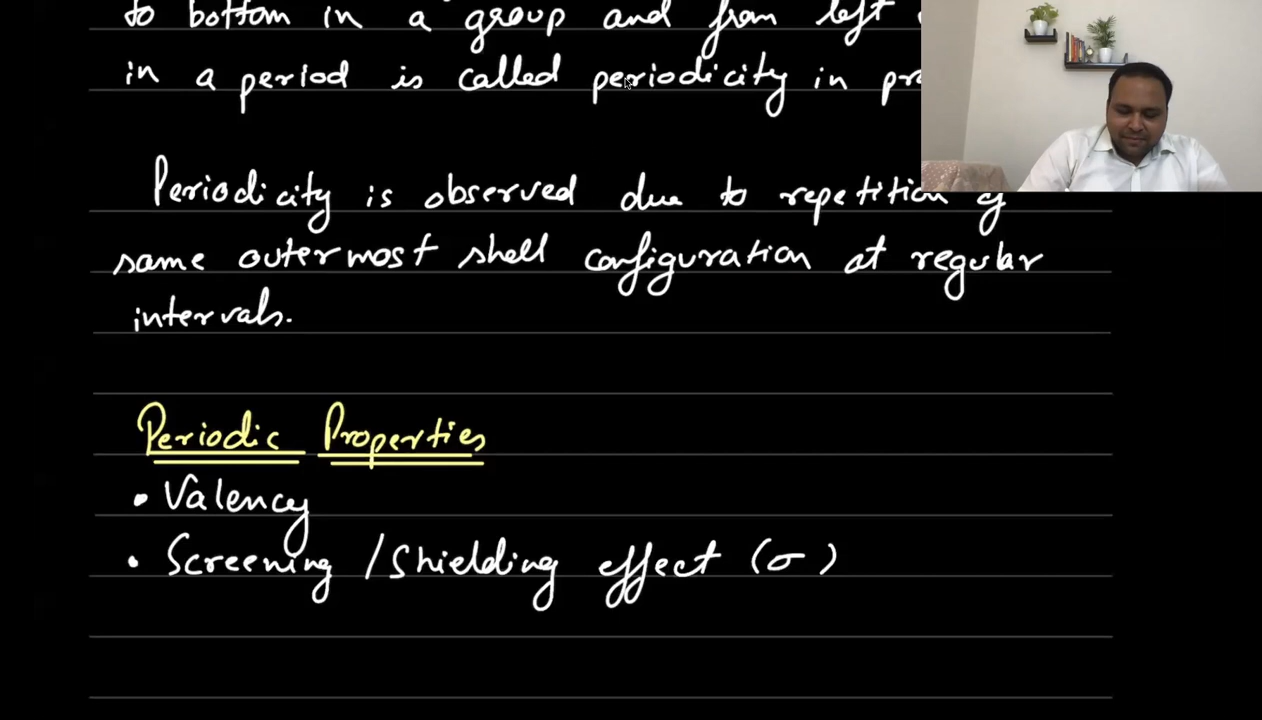 to bottom in a group and from left
in a period is called periodicity in
Periodicity is observed due to repetition of
same outermost shell configuration at regular
intervals.
Periodic Properties
• Valency
• Screening /Shielding effect (σ)